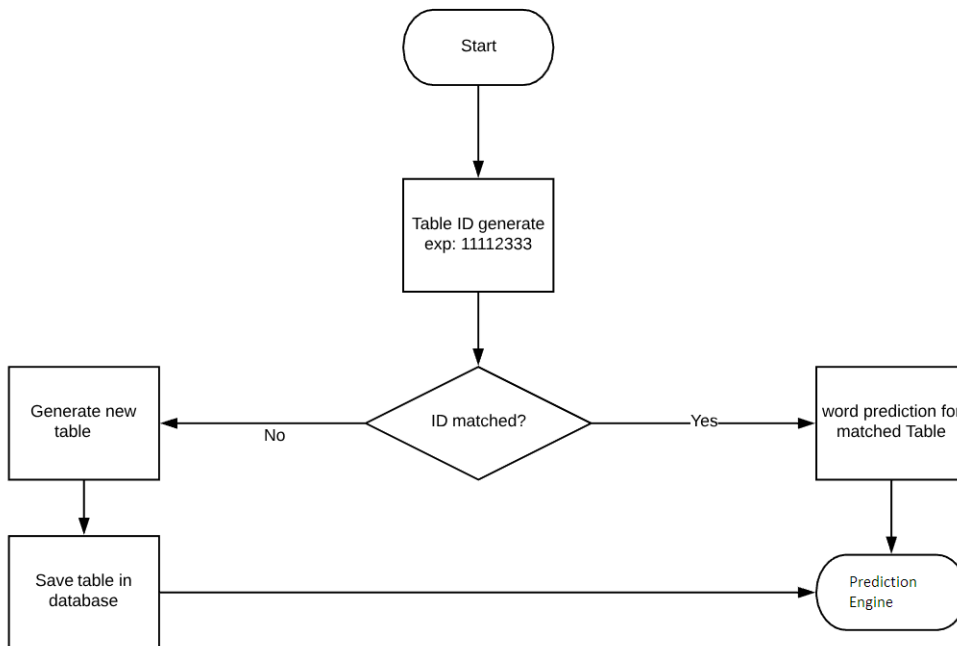 Start
Table ID generate
exp: 11112333
Generate new
table
No
ID matched?
Yes
word prediction for
matched Table
Save table in
database
Prediction
Engine